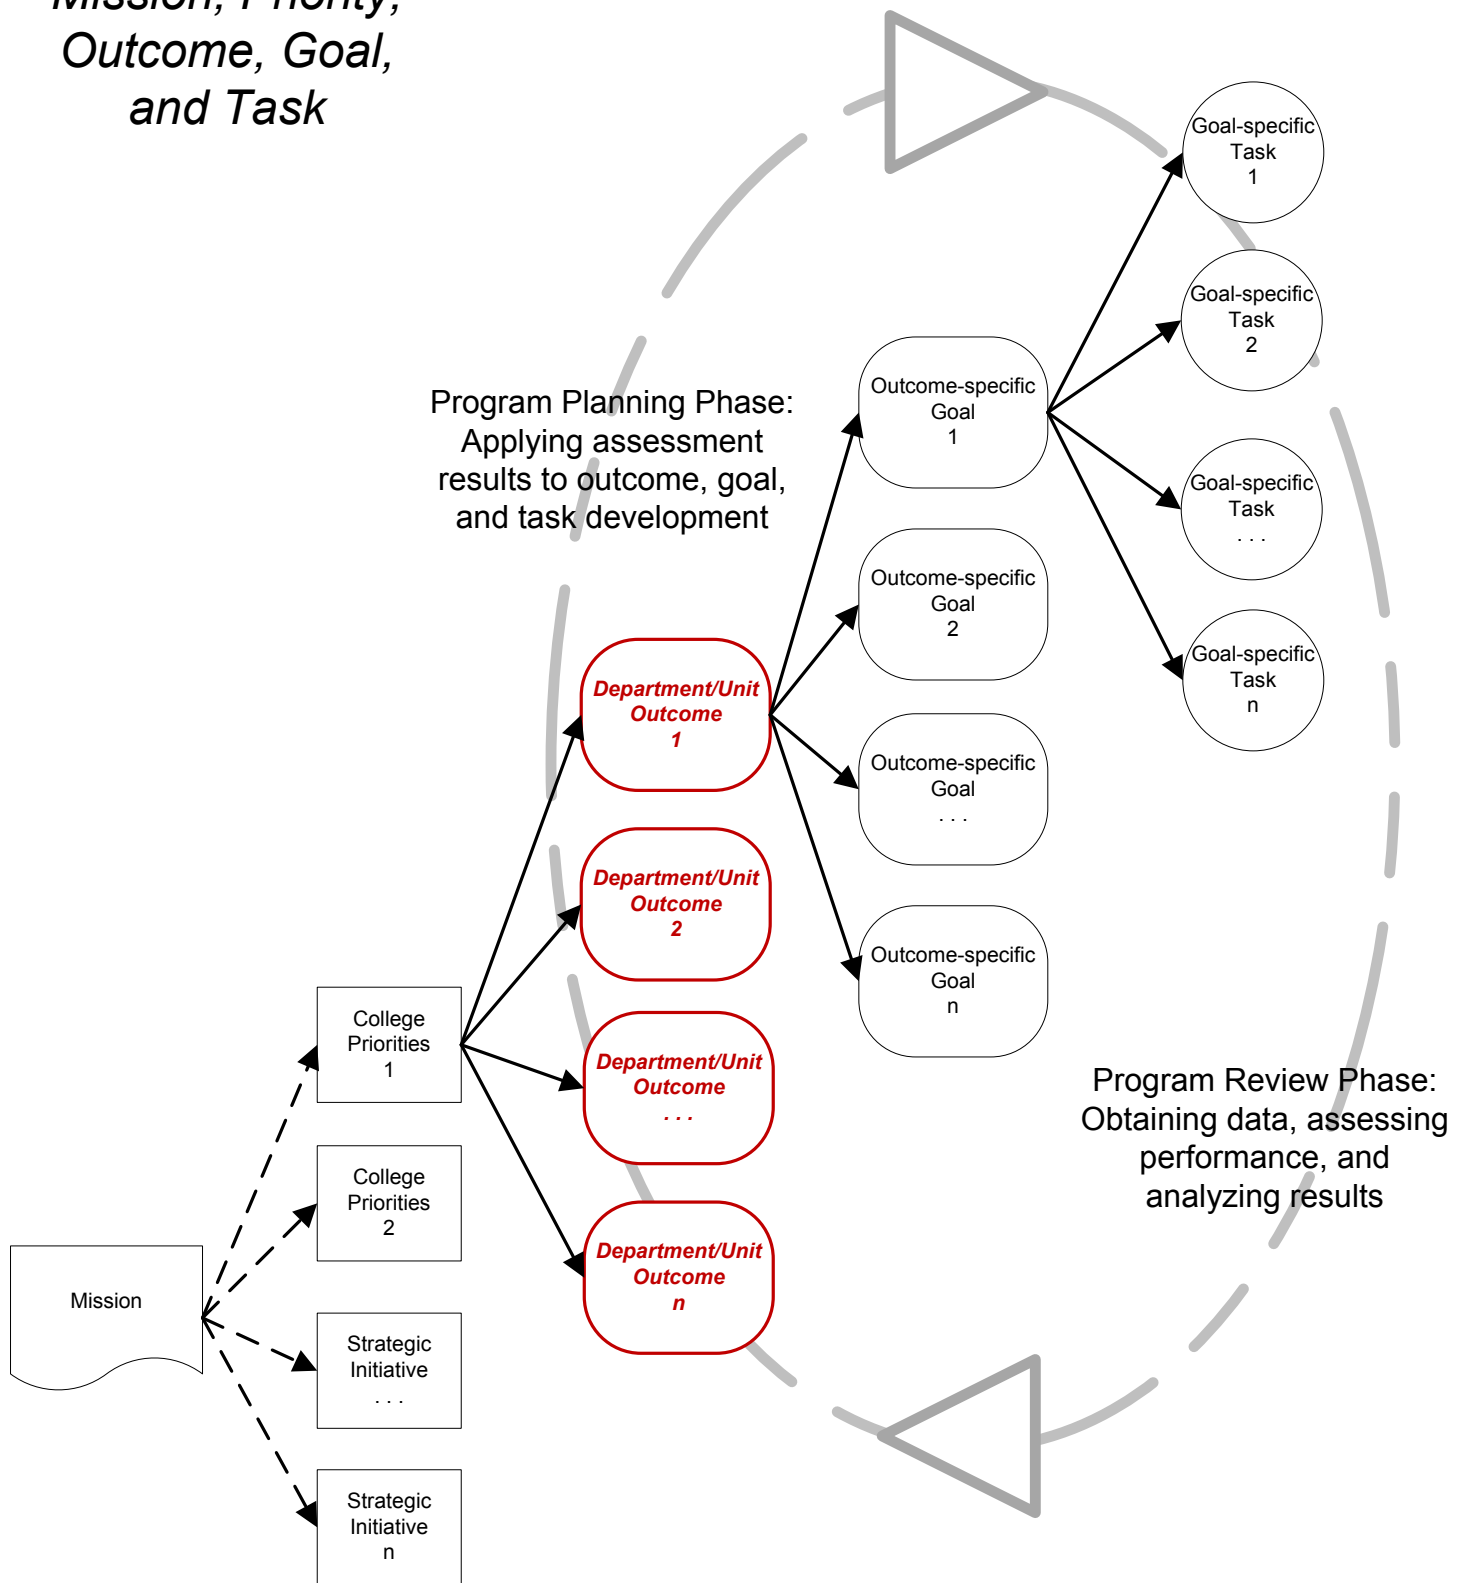 Mission, Priority,
Outcome, Goal,
and Task
Goal-specific
Task
1
Goal-specific
Task
2
Goal-specific
Task
. . .
Goal-specific
Task
n
Program Planning Phase:
Applying assessment
results to outcome, goal,
and task development
Outcome-specific
Goal
1
Outcome-specific
Goal
2
Outcome-specific
Goal
. . .
Outcome-specific
Goal
n
Department/Unit
Outcome
1
Department/Unit
Outcome
2
Department/Unit
Outcome
. . .
Department/Unit
Outcome
n
College
Priorities
1
College
Priorities
2
Strategic
Initiative
. . .
Strategic
Initiative
n
Mission
Program Review Phase:
Obtaining data, assessing
performance, and
analyzing results